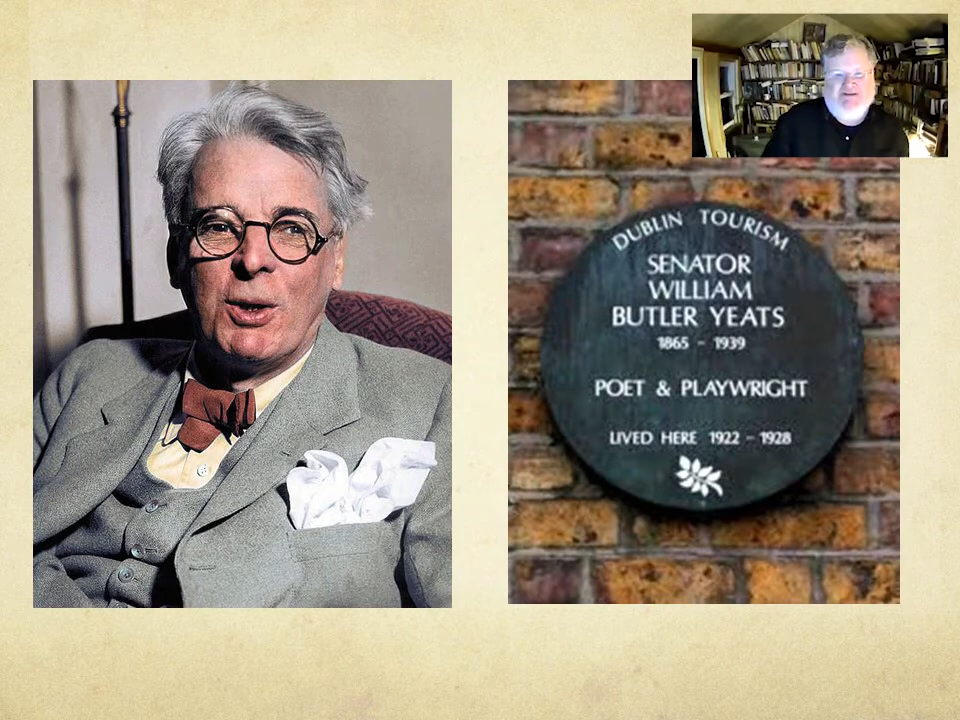 DUBLIN TOURISM
SENATOR
WILLIAM
BUTLER YEATS
1865 - 1939
POET & PLAYWRIGHT
LIVED HERE 1922 - 1928